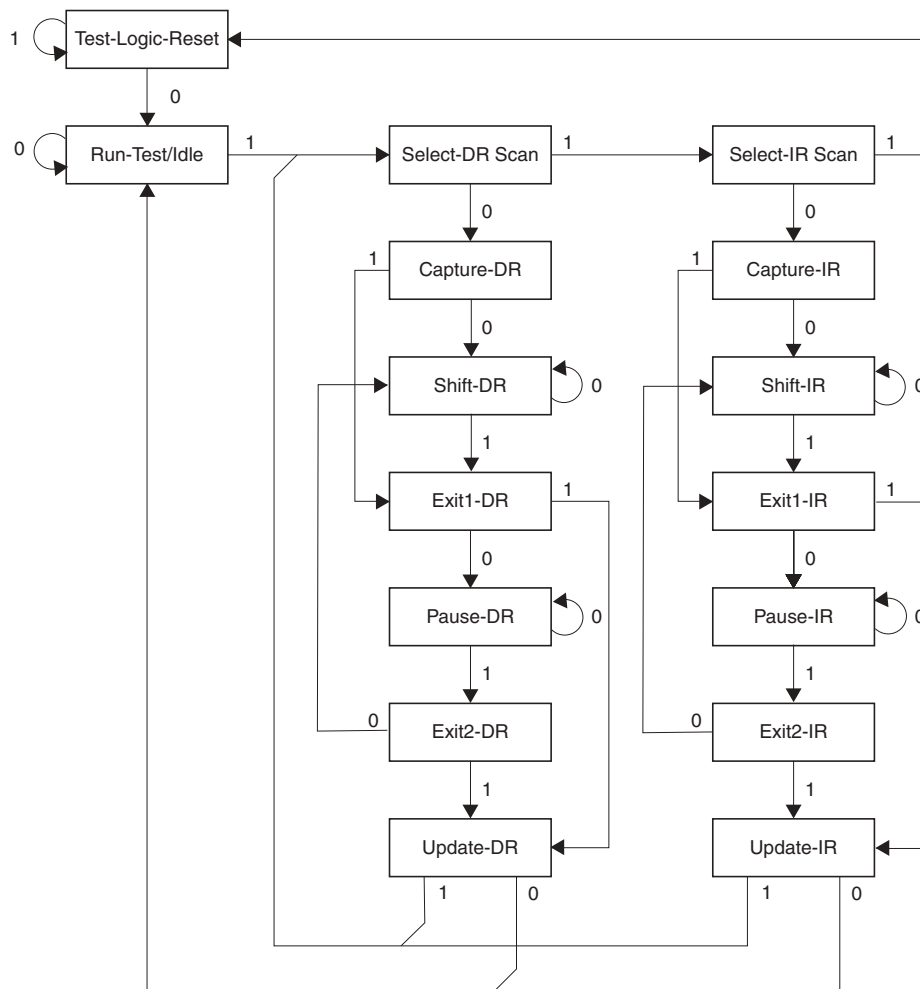 1 Test-Logic-Reset
0
0 Run-Test/Idle 1 Select-DR Scan 1 Select-IR Scan 1
0 0
1 Capture-DR 1 Capture-IR
0 0
Shift-DR 0 Shift-IR 0
1 1
Exit1-DR 1 Exit1-IR 1
0 0
Pause-DR 0 Pause-IR 0
1 1
0 Exit2-DR 0 Exit2-IR
1 1
Update-DR Update-IR
1 0 1 0